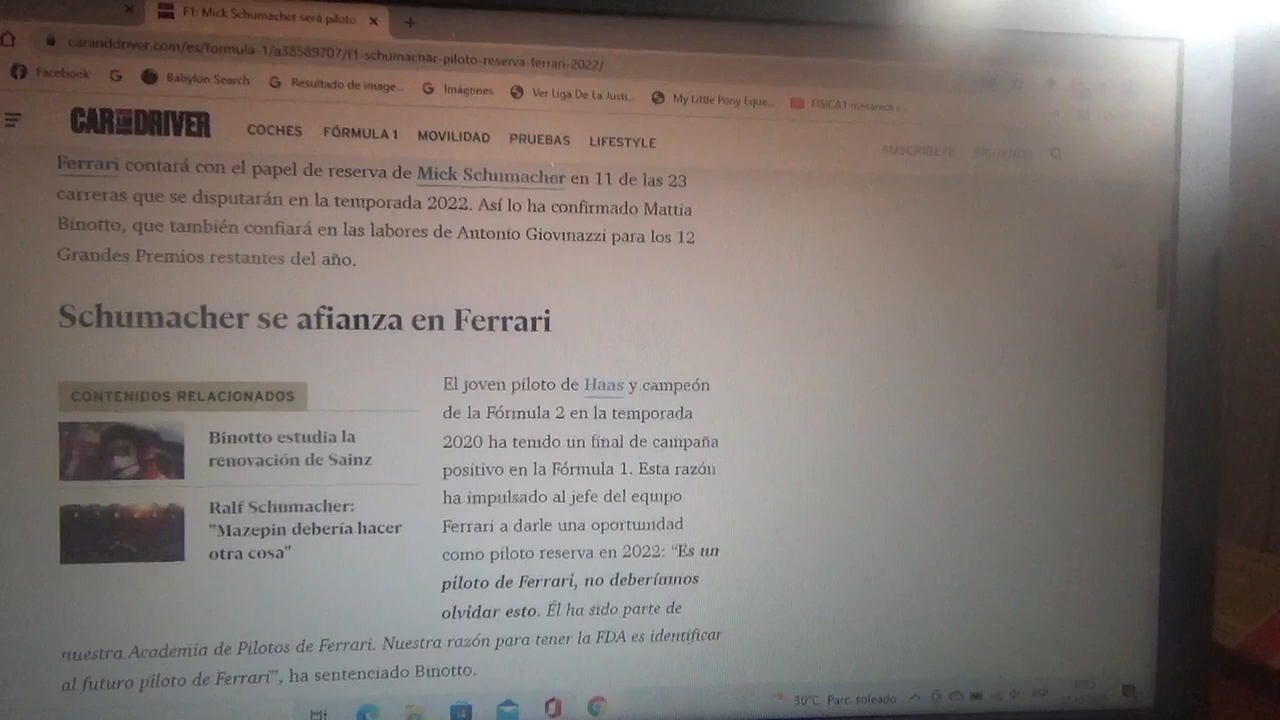 F1: Mick Schumacher será piloto
caranddriver.com/es/formula-1/a38589707/f1-schumacher-piloto-reserva-ferrari-2022/
Facebook
Babylon Search
Resultado de image...
Imágenes
Ver Liga De La Justi...
My Little Pony Eque...
FISICA1 mecanica c...
CAR AND DRIVER
COCHES FÓRMULA 1 MOVILIDAD PRUEBAS LIFESTYLE
SUSCRÍBETE SÍGUENOS
Ferrari contará con el papel de reserva de Mick Schumacher en 11 de las 23
carreras que se disputarán en la temporada 2022. Así lo ha confirmado Mattia
Binotto, que también confiará en las labores de Antonio Giovinazzi para los 12
Grandes Premios restantes del año.
Schumacher se afianza en Ferrari
CONTENIDOS RELACIONADOS
Binotto estudia la
renovación de Sainz
Ralf Schumacher:
"Mazepin debería hacer
otra cosa"
El joven piloto de Haas y campeón
de la Fórmula 2 en la temporada
2020 ha tenido un final de campaña
positivo en la Fórmula 1. Esta razón
ha impulsado al jefe del equipo
Ferrari a darle una oportunidad
como piloto reserva en 2022: “Es un
piloto de Ferrari, no deberíamos
olvidar esto. Él ha sido parte de
nuestra Academia de Pilotos de Ferrari. Nuestra razón para tener la FDA es identificar
al futuro piloto de Ferrari”, ha sentenciado Binotto.
30°C Parc. soleado
ESP